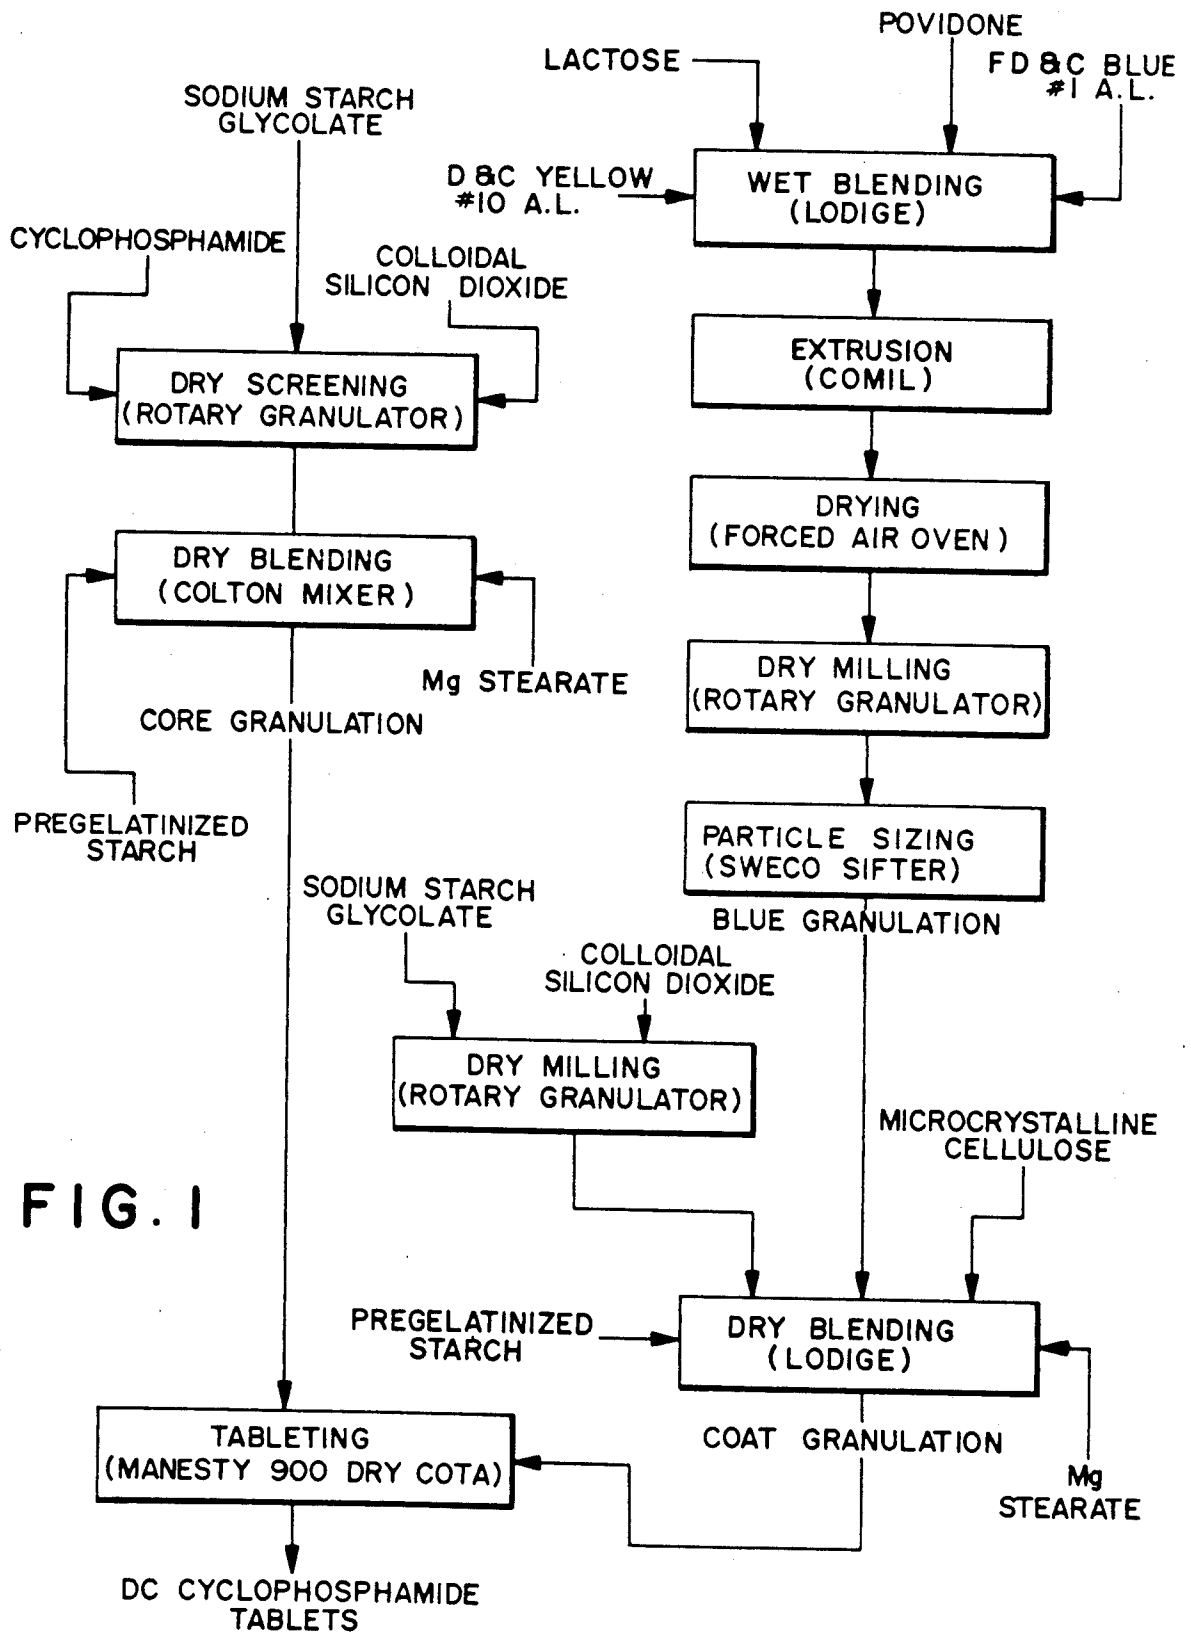 POVIDONE
LACTOSE
FD&C BLUE
#1 A.L.
SODIUM STARCH
GLYCOLATE
D&C YELLOW
#10 A.L.
WET BLENDING
(LODIGE)
CYCLOPHOSPHAMIDE
COLLOIDAL
SILICON DIOXIDE
EXTRUSION
(COMIL)
DRY SCREENING
(ROTARY GRANULATOR)
DRYING
(FORCED AIR OVEN)
DRY BLENDING
(COLTON MIXER)
Mg STEARATE
DRY MILLING
(ROTARY GRANULATOR)
CORE GRANULATION
PREGELATINIZED
STARCH
PARTICLE SIZING
(SWECO SIFTER)
BLUE GRANULATION
SODIUM STARCH
GLYCOLATE
COLLOIDAL
SILICON DIOXIDE
DRY MILLING
(ROTARY GRANULATOR)
MICROCRYSTALLINE
CELLULOSE
FIG. 1
PREGELATINIZED
STARCH
DRY BLENDING
(LODIGE)
COAT GRANULATION
Mg
STEARATE
TABLETING
(MANESTY 900 DRY COTA)
DC CYCLOPHOSPHAMIDE
TABLETS